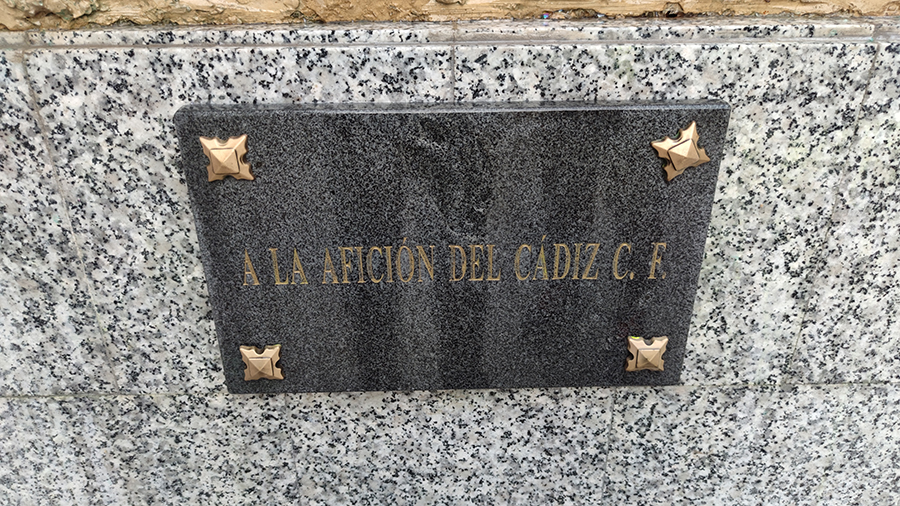 A LA AFICIÓN DEL CÁDIZ C. F.